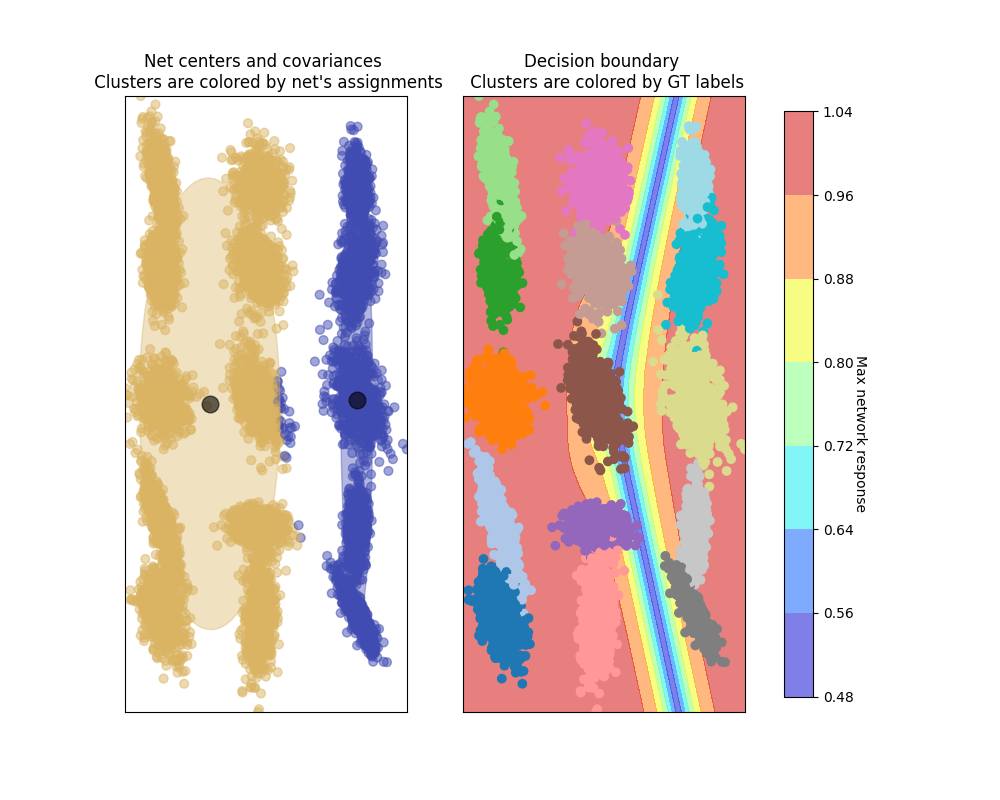 Net centers and covariances
Clusters are colored by net's assignments
Decision boundary
Clusters are colored by GT labels
1.04
0.96
0.88
0.80
0.72
0.64
0.56
0.48
Max network response